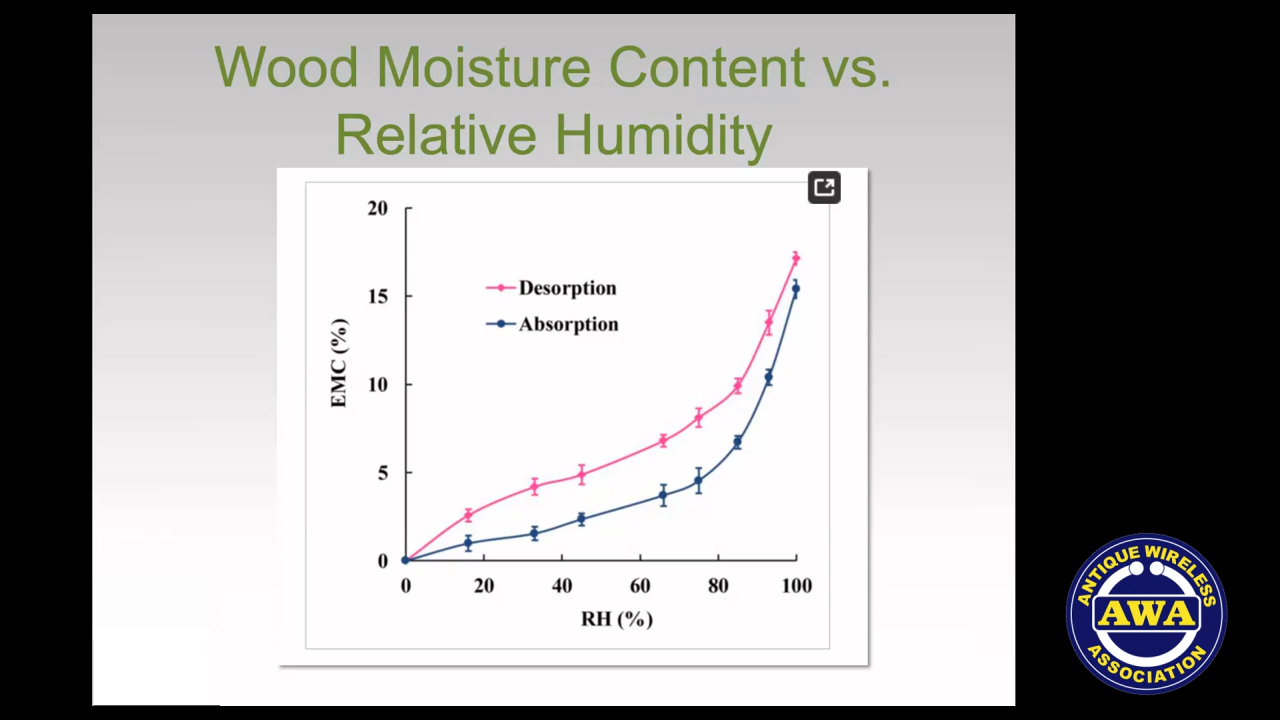 Wood Moisture Content vs.
Relative Humidity
20
15
10
5
0
EMC (%)
Desorption
Absorption
0 20 40 60 80 100
RH (%)
ANTIQUE WIRELESS
AWA
ASSOCIATION